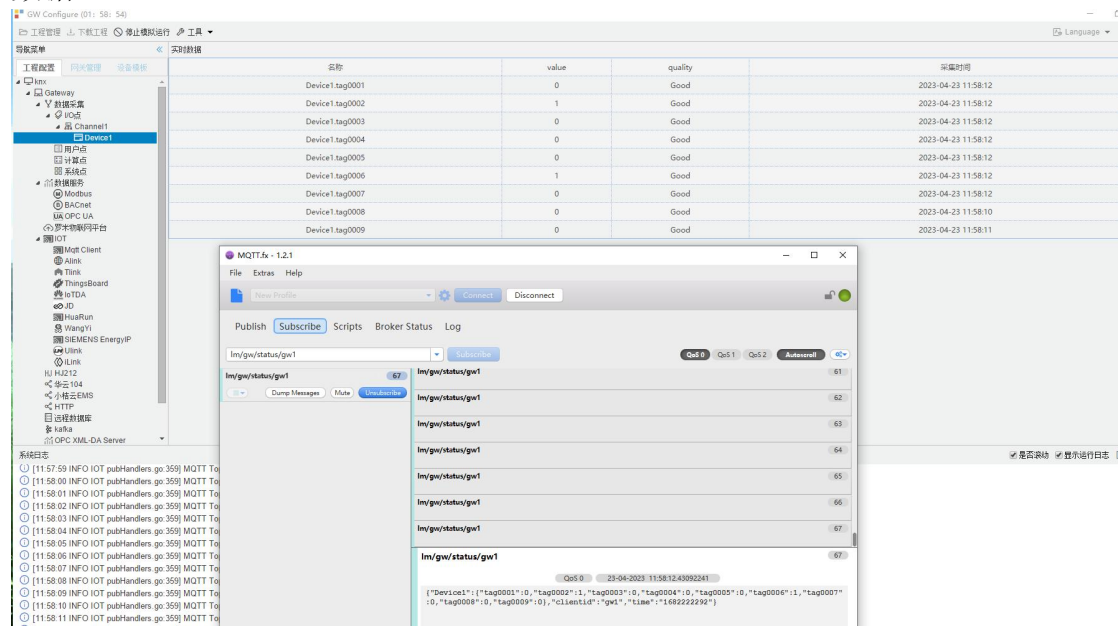 GW Configure (01: 58: 54)
工程管理 下载工程 停止模拟运行 工具 Language
导航菜单 « 实时数据
工程配置 网关管理 设备模板
名称 value quality 采集时间
Device1.tag0001 0 Good 2023-04-23 11:58:12
Device1.tag0002 1 Good 2023-04-23 11:58:12
Device1.tag0003 0 Good 2023-04-23 11:58:12
Device1.tag0004 0 Good 2023-04-23 11:58:12
Device1.tag0005 0 Good 2023-04-23 11:58:12
Device1.tag0006 1 Good 2023-04-23 11:58:12
Device1.tag0007 0 Good 2023-04-23 11:58:12
Device1.tag0008 0 Good 2023-04-23 11:58:10
Device1.tag0009 0 Good 2023-04-23 11:58:11
knx
Gateway
数据采集
I/O点
Channel1
Device1
用户点
计算点
系统点
数据服务
Modbus
BACnet
UA OPC UA
罗米物联网平台
IOT
Mqtt Client
Alink
Tlink
ThingsBoard
IoTDA
JD
HuaRun
WangYi
SIEMENS EnergyIP
Ulink
iLink
HJ HJ212
华云104
小桔云EMS
HTTP
远程数据库
kafka
OPC XML-DA Server
MQTT.fx - 1.2.1
File Extras Help
New Profile Connect Disconnect
Publish Subscribe Scripts Broker Status Log
lm/gw/status/gw1 Subscribe QoS 0 QoS 1 QoS 2 Autoscroll
lm/gw/status/gw1 67
Dump Messages Mute Unsubscribe
lm/gw/status/gw1 61
lm/gw/status/gw1 62
lm/gw/status/gw1 63
lm/gw/status/gw1 64
lm/gw/status/gw1 65
lm/gw/status/gw1 66
lm/gw/status/gw1 67
lm/gw/status/gw1 67
QoS 0 23-04-2023 11:58:12.43092241
{"Device1":{"tag0001":0,"tag0002":1,"tag0003":0,"tag0004":0,"tag0005":0,"tag0006":1,"tag0007"
:0,"tag0008":0,"tag0009":0},"clientid":"gw1","time":"1682222292"}
系统日志 是否滚动 显示运行日志
[11:57:59 INFO IOT pubHandlers.go:359] MQTT To
[11:58:00 INFO IOT pubHandlers.go:359] MQTT To
[11:58:01 INFO IOT pubHandlers.go:359] MQTT To
[11:58:02 INFO IOT pubHandlers.go:359] MQTT To
[11:58:03 INFO IOT pubHandlers.go:359] MQTT To
[11:58:04 INFO IOT pubHandlers.go:359] MQTT To
[11:58:05 INFO IOT pubHandlers.go:359] MQTT To
[11:58:06 INFO IOT pubHandlers.go:359] MQTT To
[11:58:07 INFO IOT pubHandlers.go:359] MQTT To
[11:58:08 INFO IOT pubHandlers.go:359] MQTT To
[11:58:09 INFO IOT pubHandlers.go:359] MQTT To
[11:58:10 INFO IOT pubHandlers.go:359] MQTT To
[11:58:11 INFO IOT pubHandlers.go:359] MQTT To